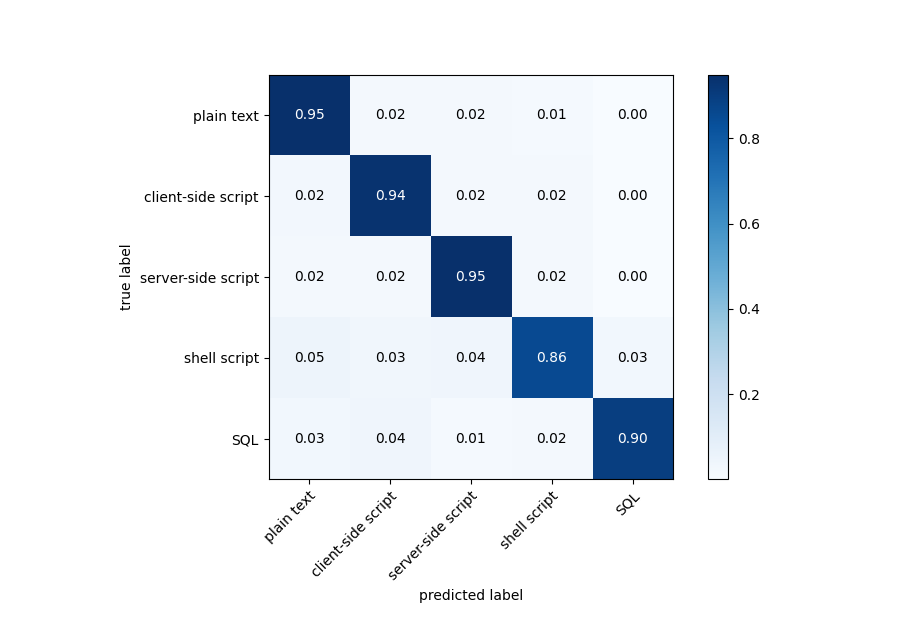 plain text 0.95 0.02 0.02 0.01 0.00
client-side script 0.02 0.94 0.02 0.02 0.00
server-side script 0.02 0.02 0.95 0.02 0.00
shell script 0.05 0.03 0.04 0.86 0.03
SQL 0.03 0.04 0.01 0.02 0.90
true label
plain text
client-side script
server-side script
shell script
SQL
predicted label
0.8
0.6
0.4
0.2